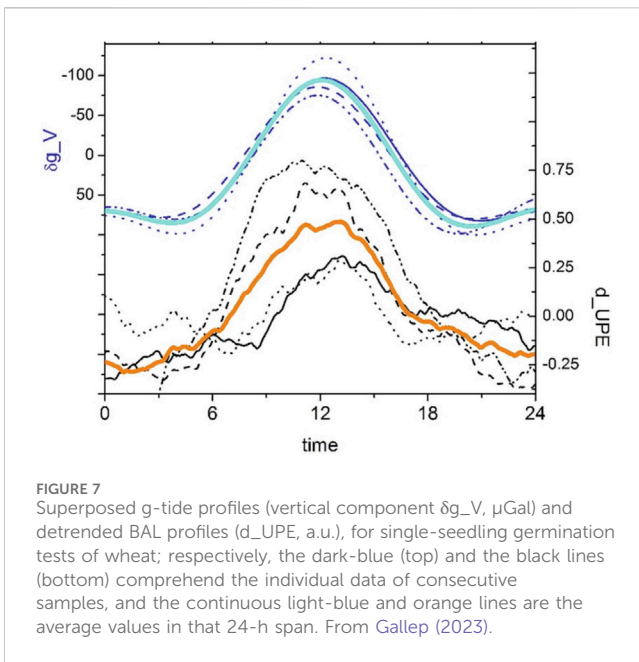 -100
-50
0
50
δg_V
0.75
0.50
0.25
0.00
-0.25
d_UPE
0 6 12 18 24
time
FIGURE 7
Superposed g-tide profiles (vertical component δg_V, µGal) and
detrended BAL profiles (d_UPE, a.u.), for single-seedling germination
tests of wheat; respectively, the dark-blue (top) and the black lines
(bottom) comprehend the individual data of consecutive
samples, and the continuous light-blue and orange lines are the
average values in that 24-h span. From Gallep (2023).